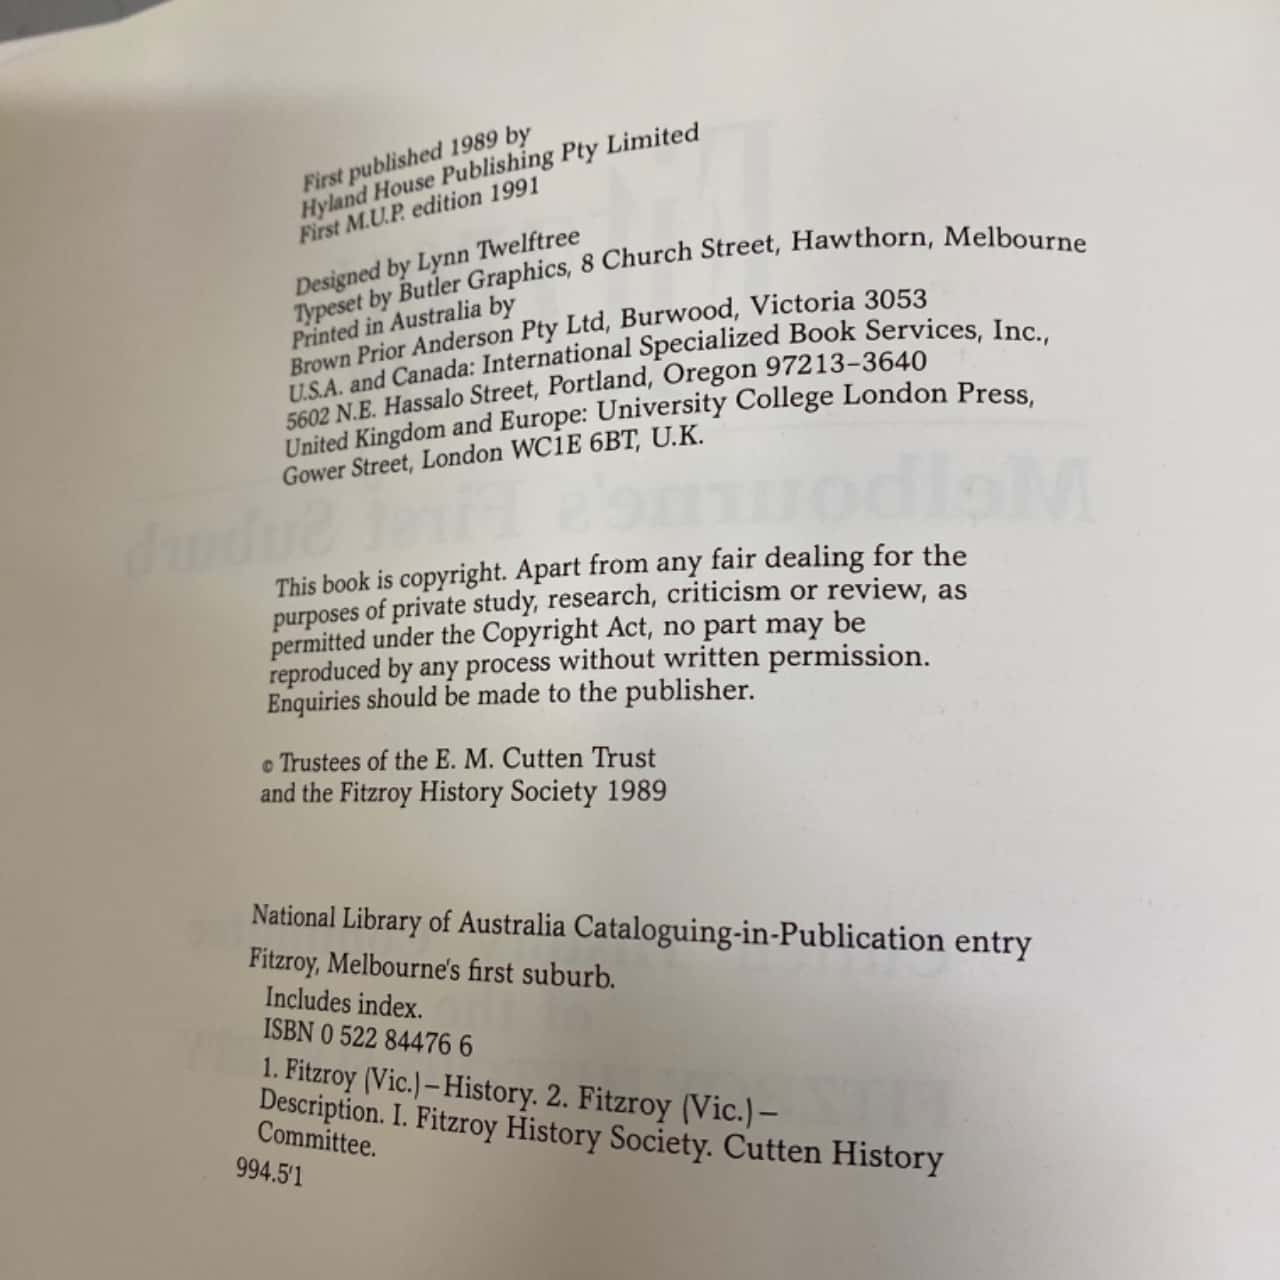 First published 1989 by
Hyland House Publishing Pty Limited
First M.U.P. edition 1991
Designed by Lynn Twelftree
Typeset by Butler Graphics, 8 Church Street, Hawthorn, Melbourne
Printed in Australia by
Brown Prior Anderson Pty Ltd, Burwood, Victoria 3053
U.S.A. and Canada: International Specialized Book Services, Inc.,
5602 N.E. Hassalo Street, Portland, Oregon 97213–3640
United Kingdom and Europe: University College London Press,
Gower Street, London WC1E 6BT, U.K.
This book is copyright. Apart from any fair dealing for the
purposes of private study, research, criticism or review, as
permitted under the Copyright Act, no part may be
reproduced by any process without written permission.
Enquiries should be made to the publisher.
© Trustees of the E. M. Cutten Trust
and the Fitzroy History Society 1989
National Library of Australia Cataloguing-in-Publication entry
Fitzroy, Melbourne's first suburb.
Includes index.
ISBN 0 522 84476 6
1. Fitzroy (Vic.) – History. 2. Fitzroy (Vic.) –
Description. I. Fitzroy History Society. Cutten History
Committee.
994.5'1